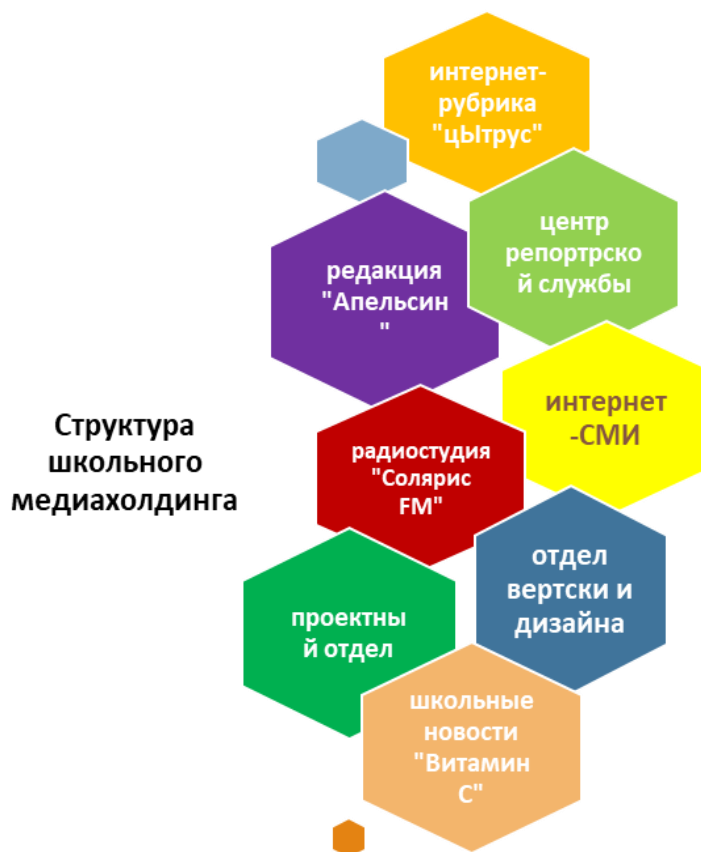 интернет-
рубрика
"цЫтрус"
центр
репортрско
й службы
редакция
"Апельсин
"
интернет
-СМИ
Структура
школьного
медиахолдинга
радиостудия
"Солярис
FM"
отдел
вертски и
дизайна
проектны
й отдел
школьные
новости
"Витамин
С"